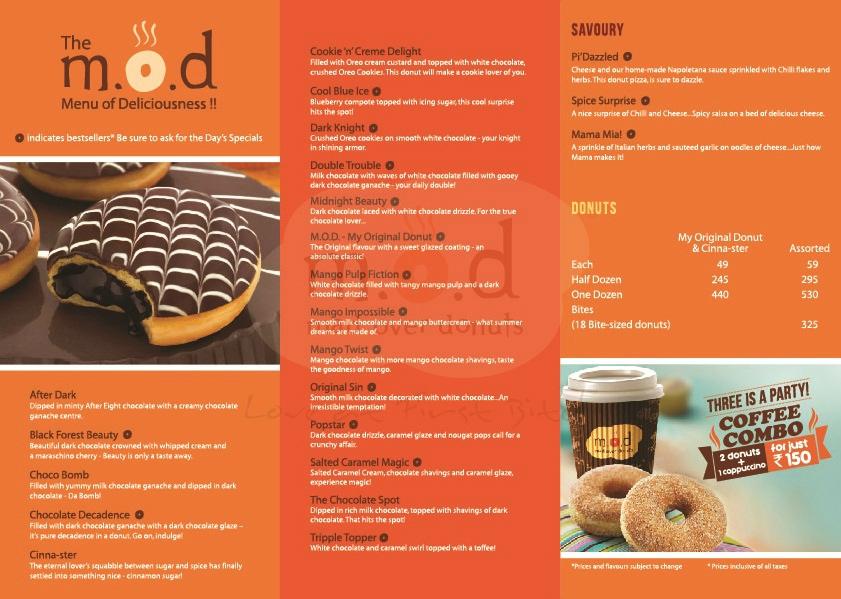 The
m.o.d
Menu of Deliciousness !!
indicates bestsellers* Be sure to ask for the Day's Specials
After Dark
Dipped in minty After Eight chocolate with a creamy chocolate
ganache centre.
Black Forest Beauty
Beautiful dark chocolate crowned with whipped cream and
a maraschino cherry - Beauty is only a taste away.
Choco Bomb
Filled with yummy milk chocolate ganache and dipped in dark
chocolate - Da Bomb!
Chocolate Decadence
Filled with dark chocolate ganache with a dark chocolate glaze –
it's pure decadence in a donut. Go on, indulge!
Cinna-ster
The eternal lover's squabble between sugar and spice has finally
settled into something nice - cinnamon sugar!
Cookie 'n' Creme Delight
Filled with Oreo cream custard and topped with white chocolate,
crushed Oreo Cookies. This donut will make a cookie lover of you.
Cool Blue Ice
Blueberry compote topped with icing sugar, this cool surprise
hits the spot!
Dark Knight
Crushed Oreo cookies on smooth white chocolate - your knight
in shining armor.
Double Trouble
Milk chocolate with waves of white chocolate filled with gooey
dark chocolate ganache - your daily double!
Midnight Beauty
Dark chocolate laced with white chocolate drizzle. For the true
chocolate lover...
M.O.D. - My Original Donut
The Original flavour with a sweet glazed coating - an
absolute classic!
Mango Pulp Fiction
White chocolate filled with tangy mango pulp and a dark
chocolate drizzle.
Mango Impossible
Smooth milk chocolate and mango buttercream - what summer
dreams are made of.
Mango Twist
Mango chocolate with more mango chocolate shavings, taste
the goodness of mango.
Original Sin
Smooth milk chocolate decorated with white chocolate...An
irresistible temptation!
Popstar
Dark chocolate drizzle, caramel glaze and nougat pops call for a
crunchy affair.
Salted Caramel Magic
Salted Caramel Cream, chocolate shavings and caramel glaze,
experience magic!
The Chocolate Spot
Dipped in rich milk chocolate, topped with shavings of dark
chocolate. That hits the spot!
Tripple Topper
White chocolate and caramel swirl topped with a toffee!
m.o.d
over donuts
SAVOURY
Pi'Dazzled
Cheese and our home-made Napoletana sauce sprinkled with Chilli flakes and
herbs. This donut pizza, is sure to dazzle.
Spice Surprise
A nice surprise of Chilli and Cheese...Spicy salsa on a bed of delicious cheese.
Mama Mia!
A sprinkle of Italian herbs and sauteed garlic on oodles of cheese...Just how
Mama makes it!
DONUTS
My Original Donut
& Cinna-ster Assorted
Each 49 59
Half Dozen 245 295
One Dozen 440 530
Bites
(18 Bite-sized donuts) 325
m.o.d
THREE IS A PARTY!
COFFEE
COMBO
2 donuts
+
1 cappuccino
for just
₹ 150
*Prices and flavours subject to change * Prices inclusive of all taxes